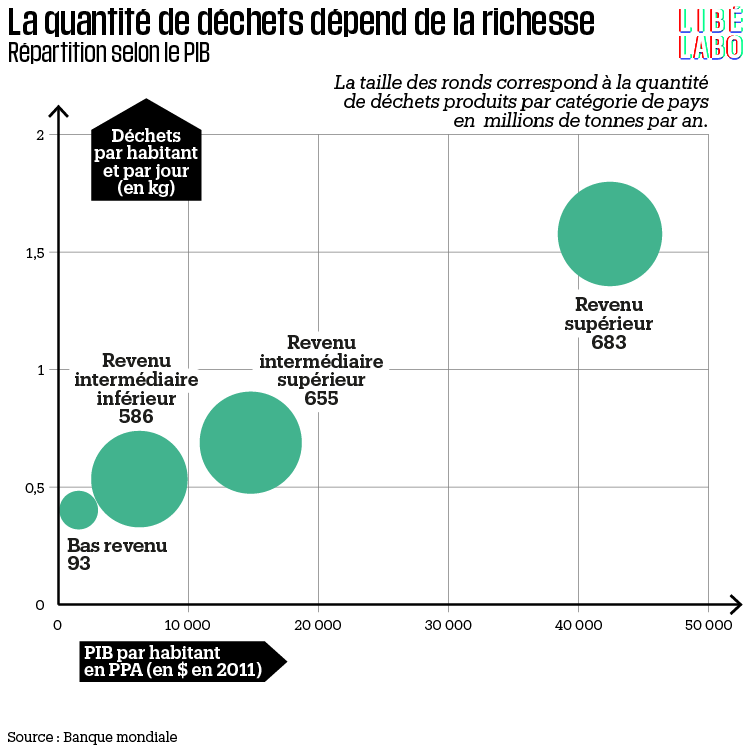 La quantité de déchets dépend de la richesse
Répartition selon le PIB
LIBÉ
LABO
La taille des ronds correspond à la quantité
de déchets produits par catégorie de pays
en millions de tonnes par an.
Déchets
par habitant
et par jour
(en kg)
2
1,5
1
0,5
0
Revenu
supérieur
683
Revenu
intermédiaire
supérieur
655
Revenu
intermédiaire
inférieur
586
Bas revenu
93
0
10 000
20 000
30 000
40 000
50 000
PIB par habitant
en PPA (en $ en 2011)
Source : Banque mondiale